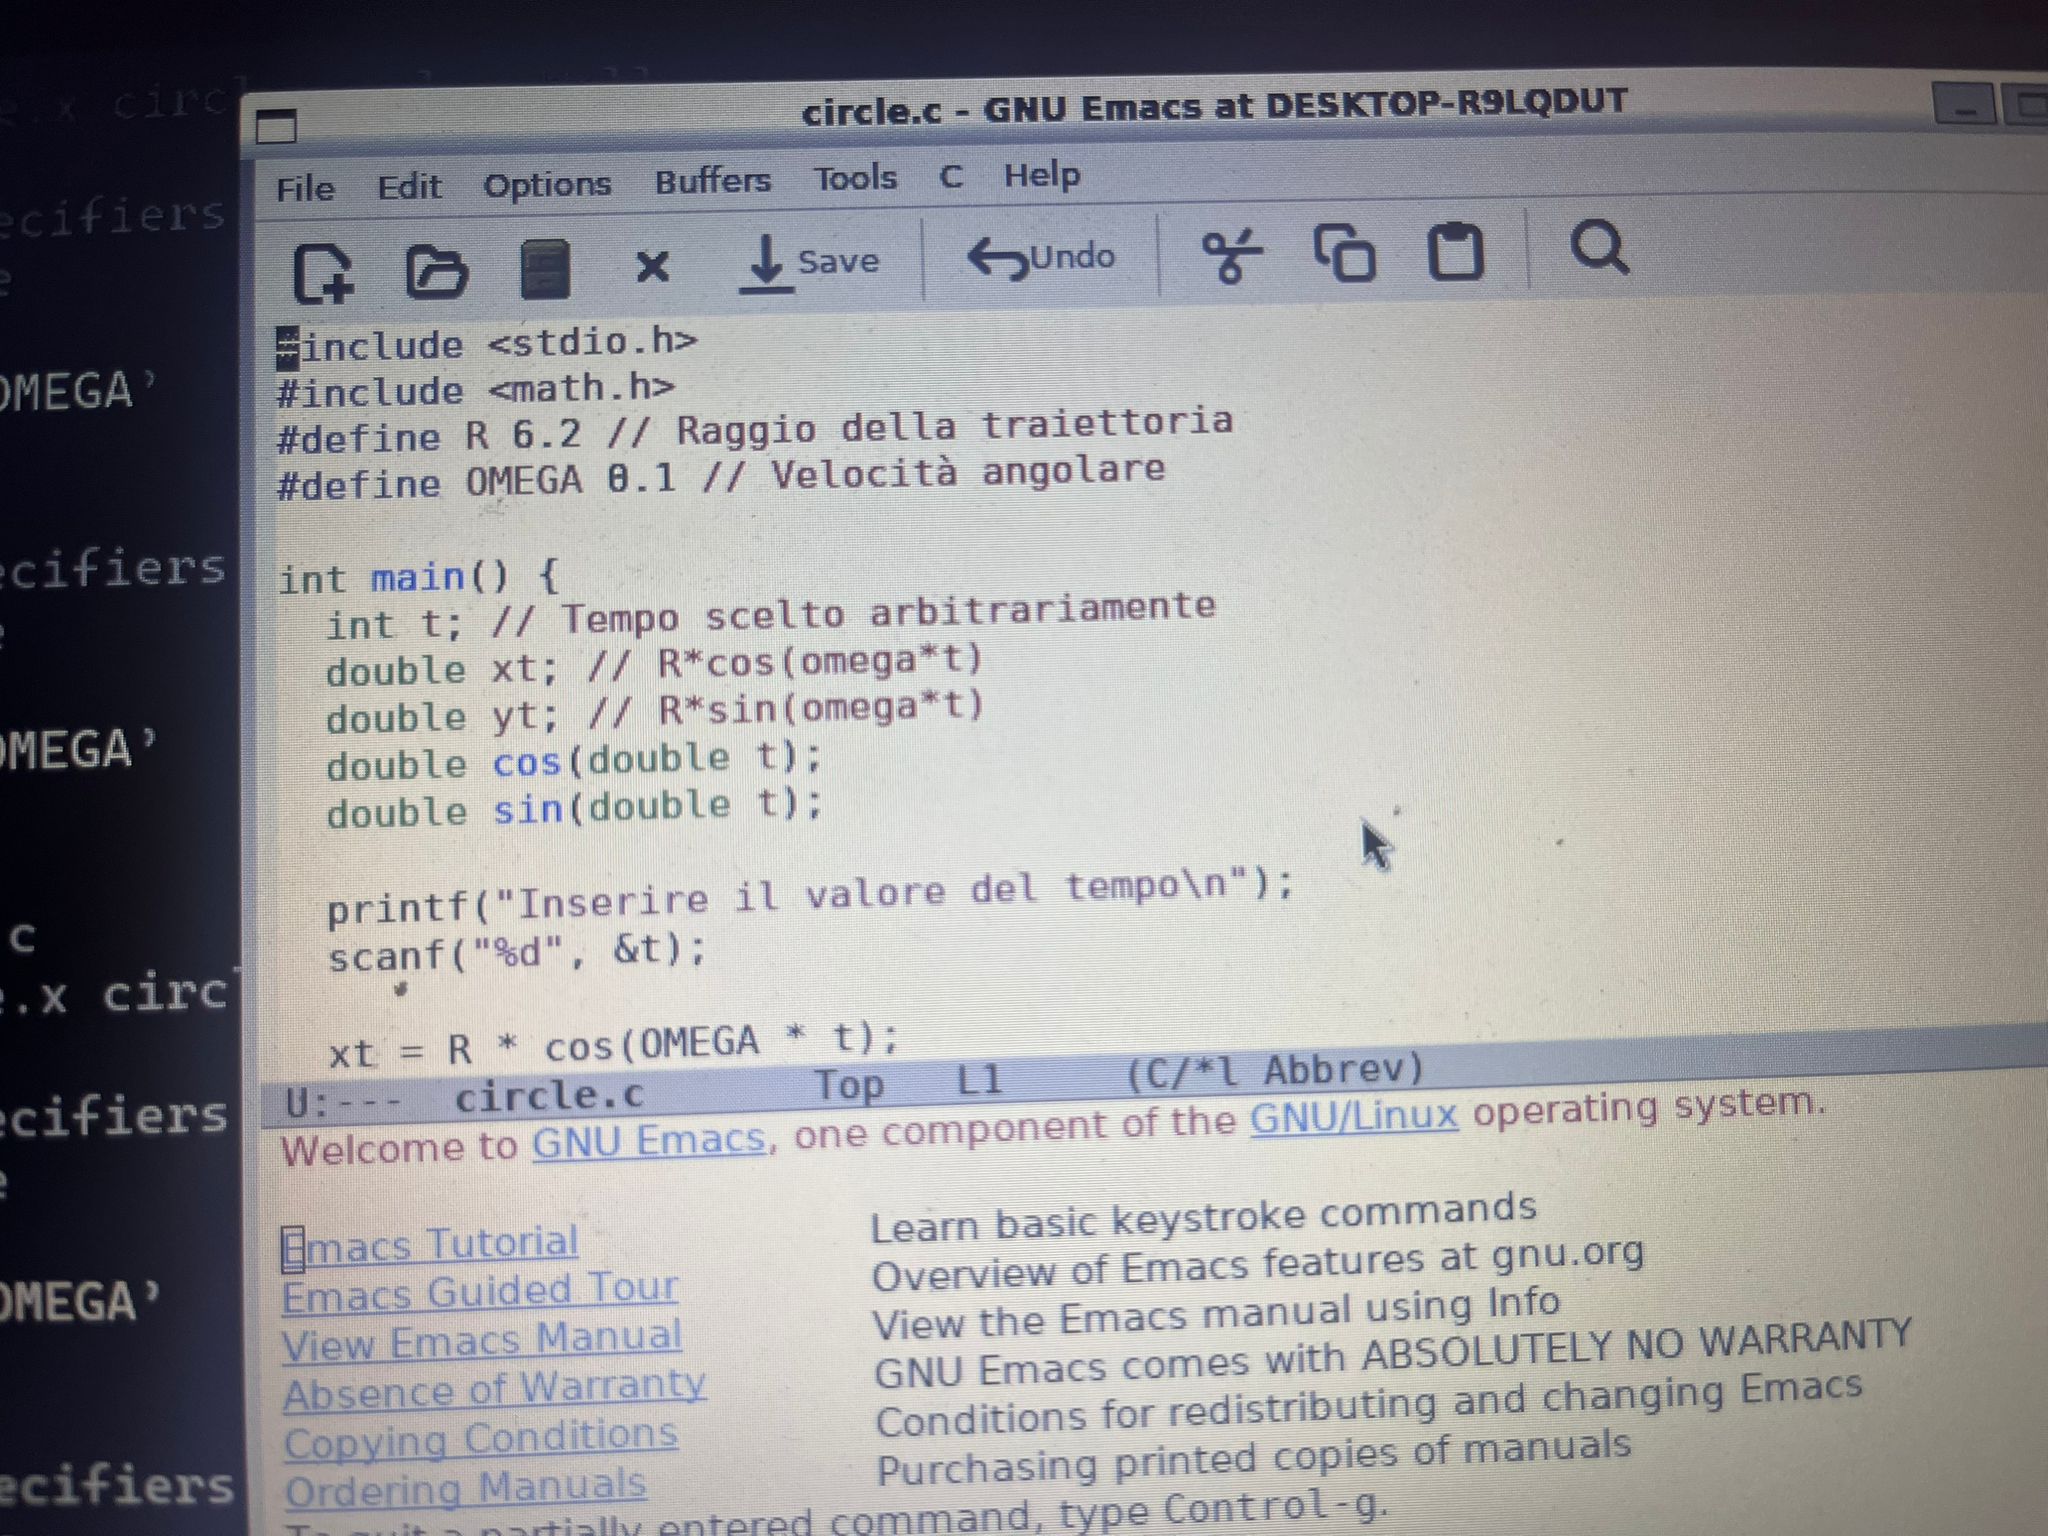 circle.c - GNU Emacs at DESKTOP-R9LQDUT
File Edit Options Buffers Tools C Help
Save Undo
#include <stdio.h>
#include <math.h>
#define R 6.2 // Raggio della traiettoria
#define OMEGA 0.1 // Velocità angolare
int main() {
int t; // Tempo scelto arbitrariamente
double xt; // R*cos(omega*t)
double yt; // R*sin(omega*t)
double cos(double t);
double sin(double t);
printf("Inserire il valore del tempo\n");
scanf("%d", &t);
xt = R * cos(OMEGA * t);
U:--- circle.c Top L1 (C/*l Abbrev)
Welcome to GNU Emacs, one component of the GNU/Linux operating system.
Emacs Tutorial Learn basic keystroke commands
Emacs Guided Tour Overview of Emacs features at gnu.org
View Emacs Manual View the Emacs manual using Info
Absence of Warranty GNU Emacs comes with ABSOLUTELY NO WARRANTY
Copying Conditions Conditions for redistributing and changing Emacs
Ordering Manuals Purchasing printed copies of manuals
To quit a partially entered command, type Control-g.
.x circ
ecifiers
OMEGA’
ecifiers
OMEGA’
c
.x circl
ecifiers
OMEGA’
ecifiers